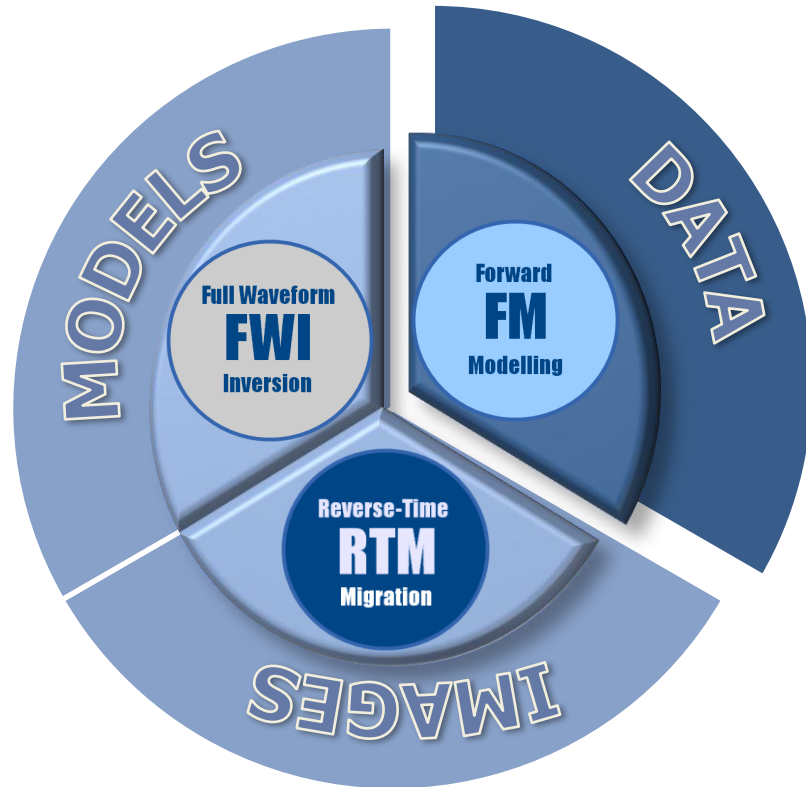 MODELS
DATA
Full Waveform
FWI
Inversion
Forward
FM
Modelling
Reverse-Time
RTM
Migration
IMAGES